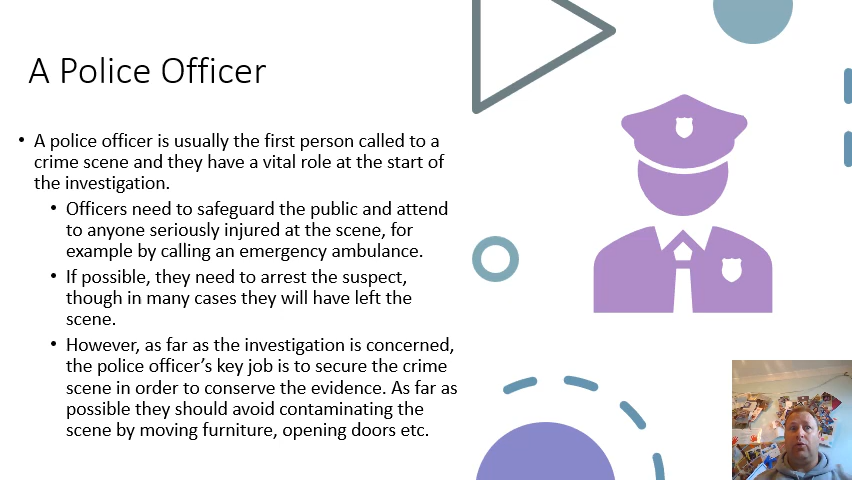 A Police Officer
• A police officer is usually the first person called to a
crime scene and they have a vital role at the start of
the investigation.
• Officers need to safeguard the public and attend
to anyone seriously injured at the scene, for
example by calling an emergency ambulance.
• If possible, they need to arrest the suspect,
though in many cases they will have left the
scene.
• However, as far as the investigation is concerned,
the police officer’s key job is to secure the crime
scene in order to conserve the evidence. As far as
possible they should avoid contaminating the
scene by moving furniture, opening doors etc.